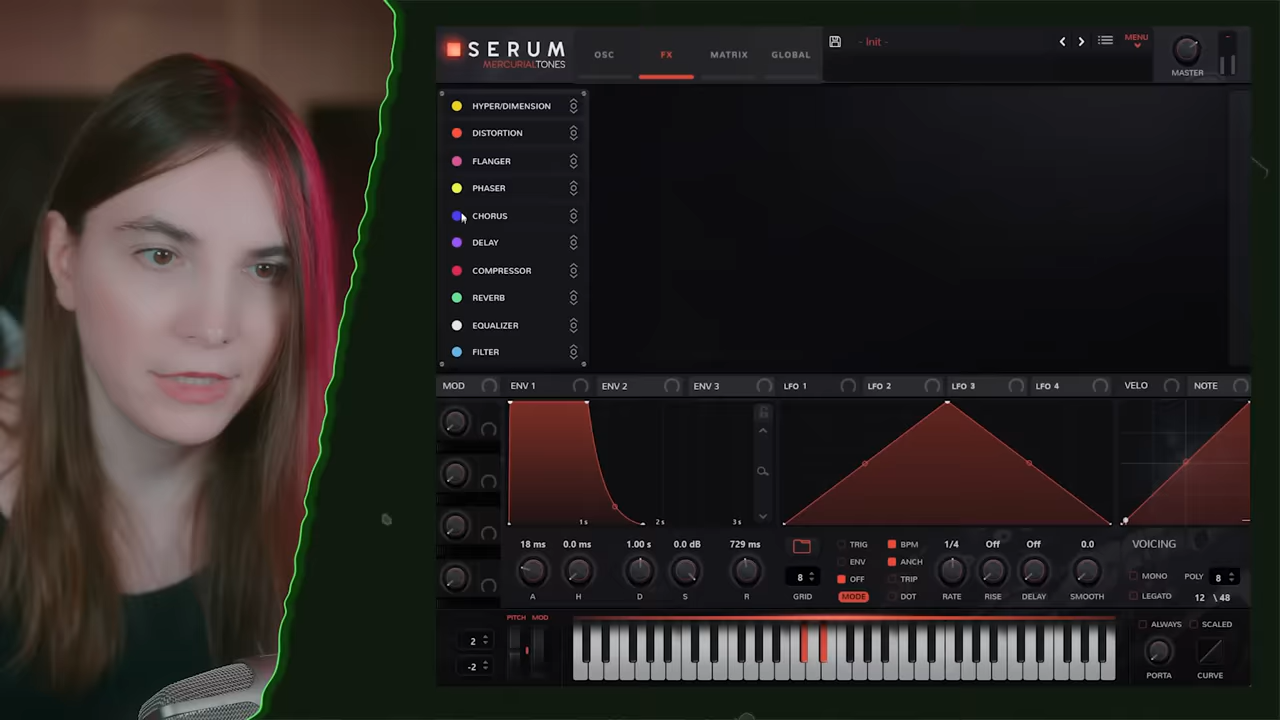 SERUM
MERCURIALTONES
OSC
FX
MATRIX
GLOBAL
- Init -
MENU
MASTER
HYPER/DIMENSION
DISTORTION
FLANGER
PHASER
CHORUS
DELAY
COMPRESSOR
REVERB
EQUALIZER
FILTER
MOD
ENV 1
ENV 2
ENV 3
LFO 1
LFO 2
LFO 3
LFO 4
VELO
NOTE
1 s
2 s
3 s
18 ms
0.0 ms
1.00 s
0.0 dB
729 ms
A
H
D
S
R
8
GRID
TRIG
ENV
OFF
MODE
BPM
ANCH
TRIP
DOT
1/4
Off
Off
0.0
RATE
RISE
DELAY
SMOOTH
VOICING
MONO
POLY
8
LEGATO
12 \ 48
PITCH
MOD
2
-2
ALWAYS
SCALED
PORTA
CURVE